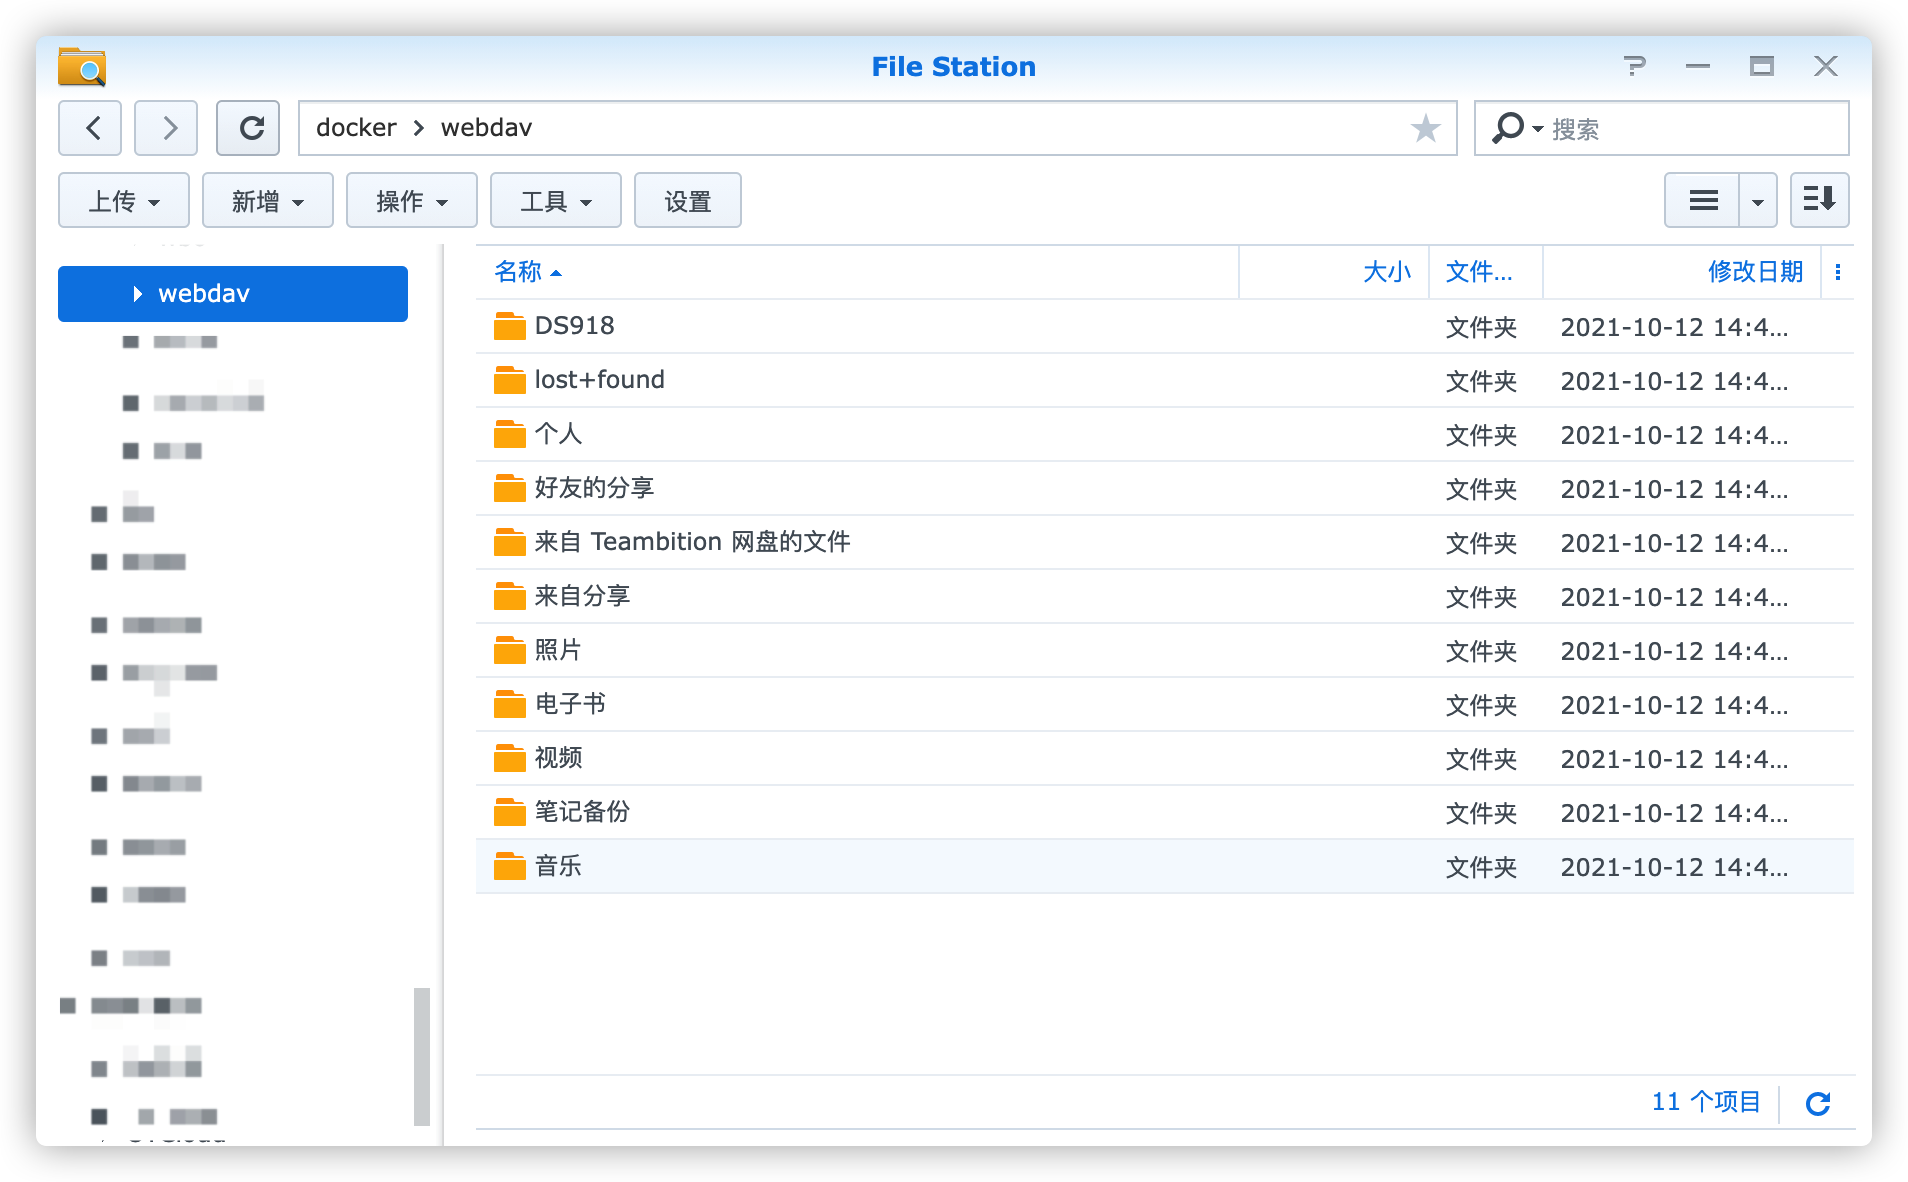 File Station
docker > webdav
搜索
上传 新增 操作 工具 设置
webdav
名称 大小 文件... 修改日期
DS918 文件夹 2021-10-12 14:4...
lost+found 文件夹 2021-10-12 14:4...
个人 文件夹 2021-10-12 14:4...
好友的分享 文件夹 2021-10-12 14:4...
来自 Teambition 网盘的文件 文件夹 2021-10-12 14:4...
来自分享 文件夹 2021-10-12 14:4...
照片 文件夹 2021-10-12 14:4...
电子书 文件夹 2021-10-12 14:4...
视频 文件夹 2021-10-12 14:4...
笔记备份 文件夹 2021-10-12 14:4...
音乐 文件夹 2021-10-12 14:4...
11 个项目